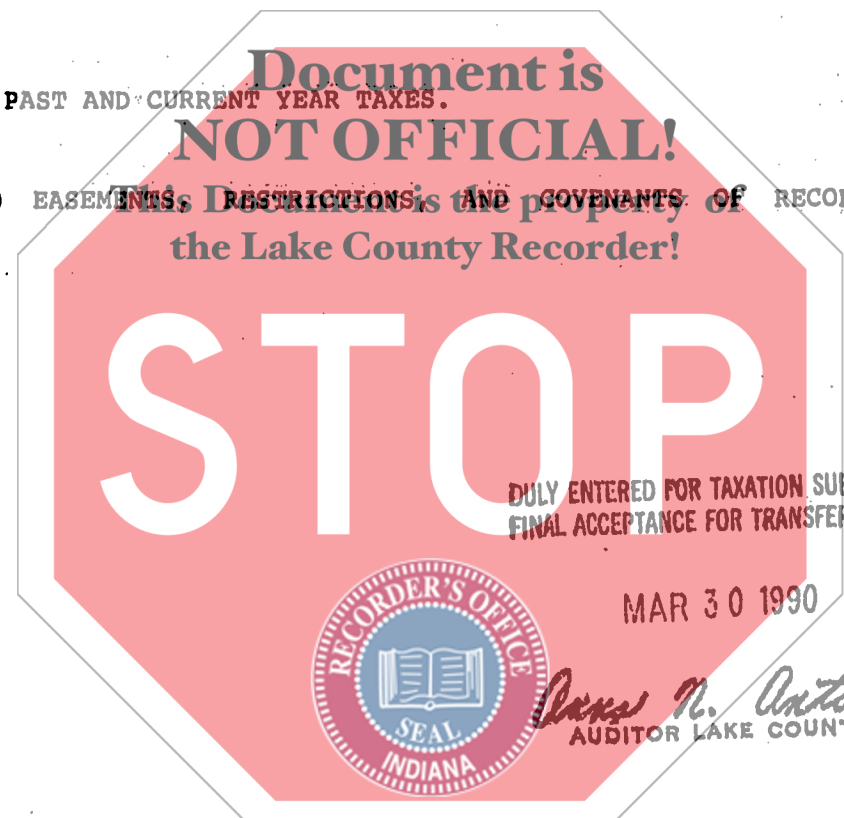 Document is
PAST AND CURRENT YEAR TAXES.
NOT OFFICIAL!
EASEMENTS, RESTRICTIONS, AND COVENANTS OF
This Document is the property of
the Lake County Recorder!
STOP
DULY ENTERED FOR TAXATION
FINAL ACCEPTANCE FOR
MAR 30 1990
N.
AUDITOR LAKE
RECORDER'S OFFICE
SEAL
INDIANA